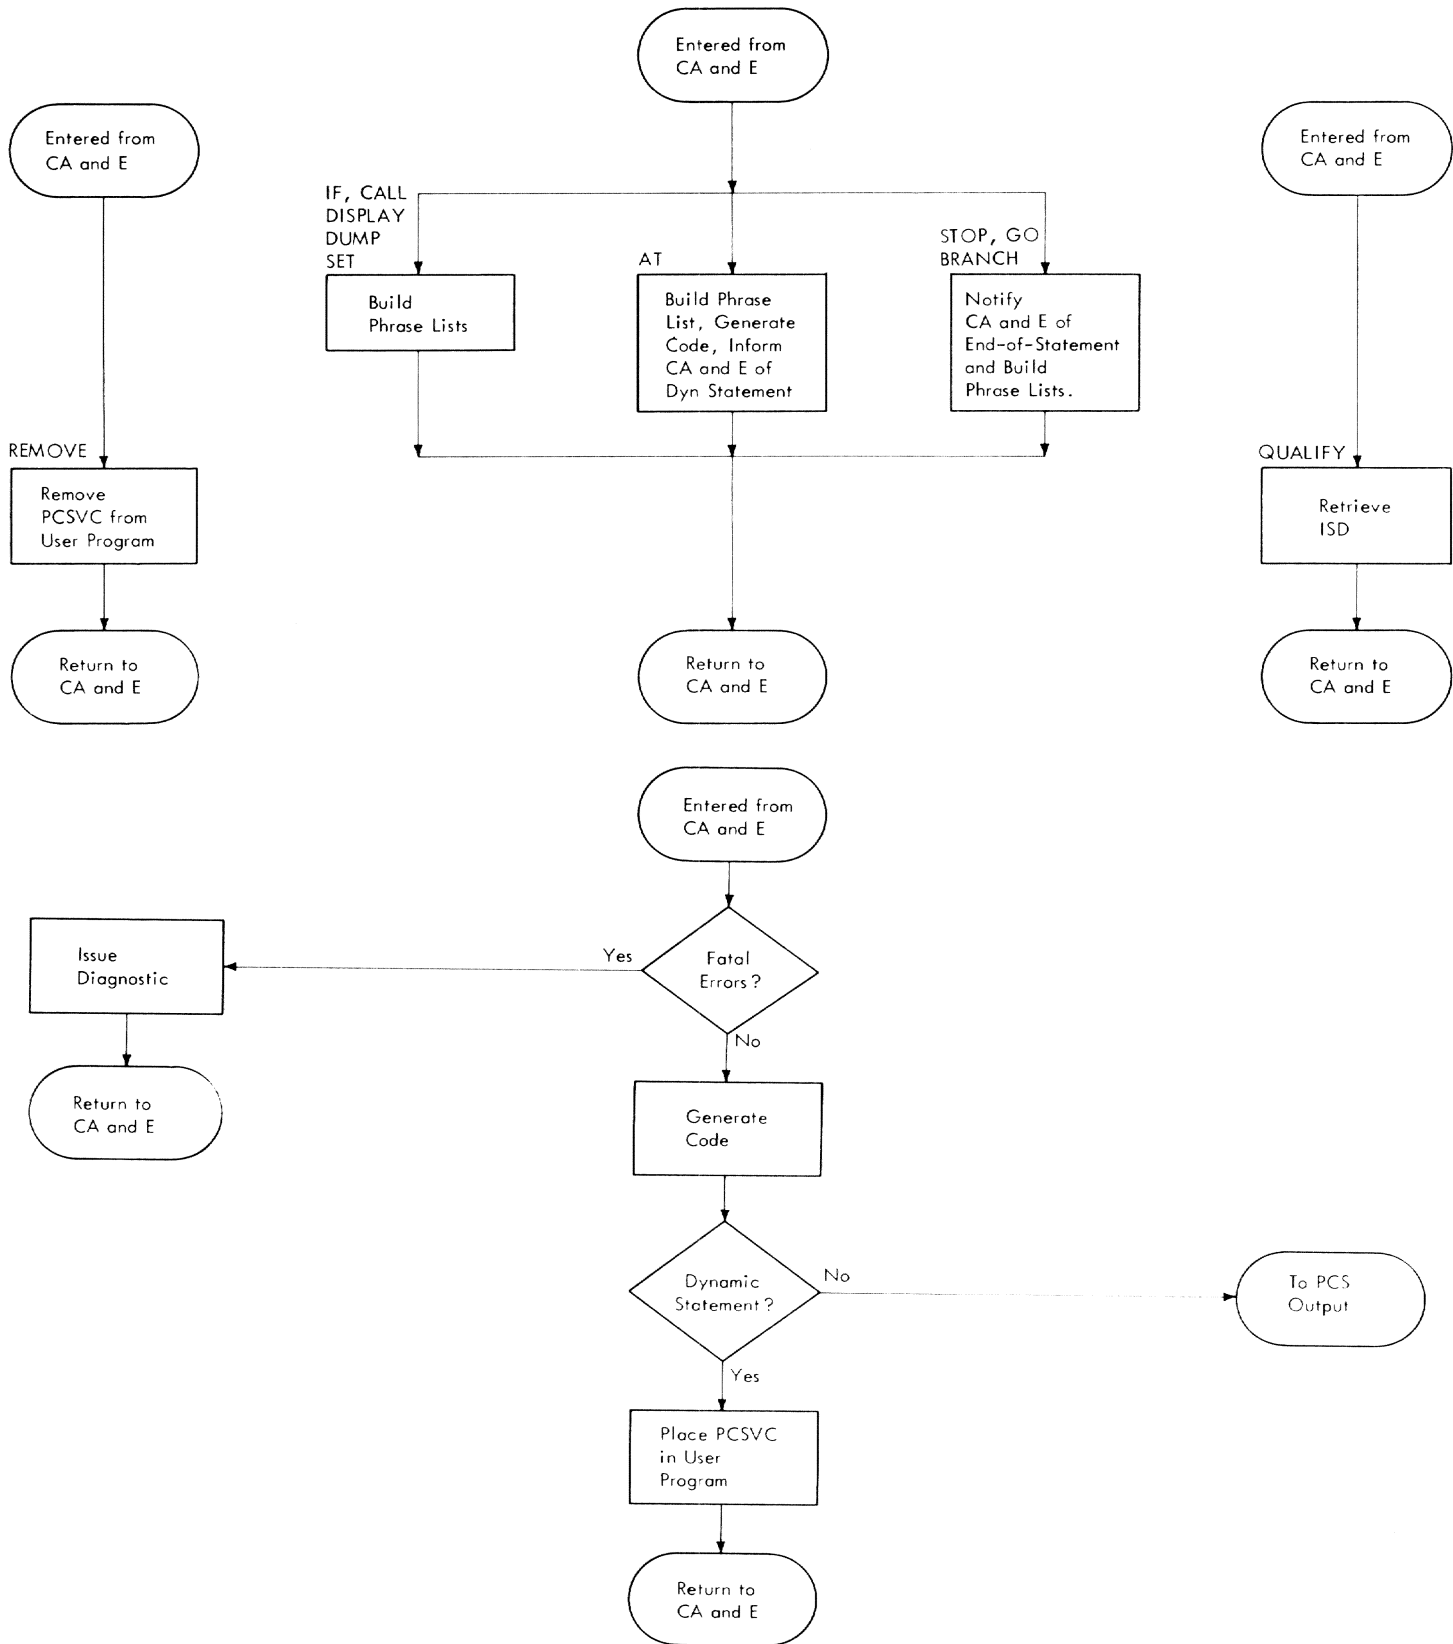 Entered from
CA and E
Entered from
CA and E
Entered from
CA and E
IF, CALL
DISPLAY
DUMP
SET
AT
STOP, GO
BRANCH
Build
Phrase Lists
Build Phrase
List, Generate
Code, Inform
CA and E of
Dyn Statement
Notify
CA and E of
End-of-Statement
and Build
Phrase Lists.
REMOVE
QUALIFY
Remove
PCSVC from
User Program
Retrieve
ISD
Return to
CA and E
Return to
CA and E
Return to
CA and E
Entered from
CA and E
Issue
Diagnostic
Yes
Fatal
Errors?
No
Return to
CA and E
Generate
Code
Dynamic
Statement?
No
To PCS
Output
Yes
Place PCSVC
in User
Program
Return to
CA and E